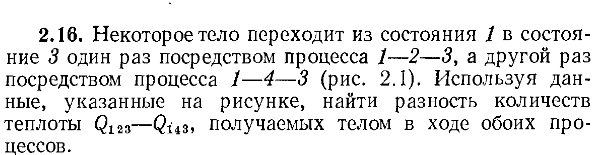 2.16. Некоторое тело переходит из состояния 1 в состоя-
ние 3 один раз посредством процесса 1—2—3, а другой раз
посредством процесса 1—4—3 (рис. 2.1). Используя дан-
ные, указанные на рисунке, найти разность количеств
теплоты Q₁₂₃—Q₁₄₃, получаемых телом в ходе обоих про-
цессов.